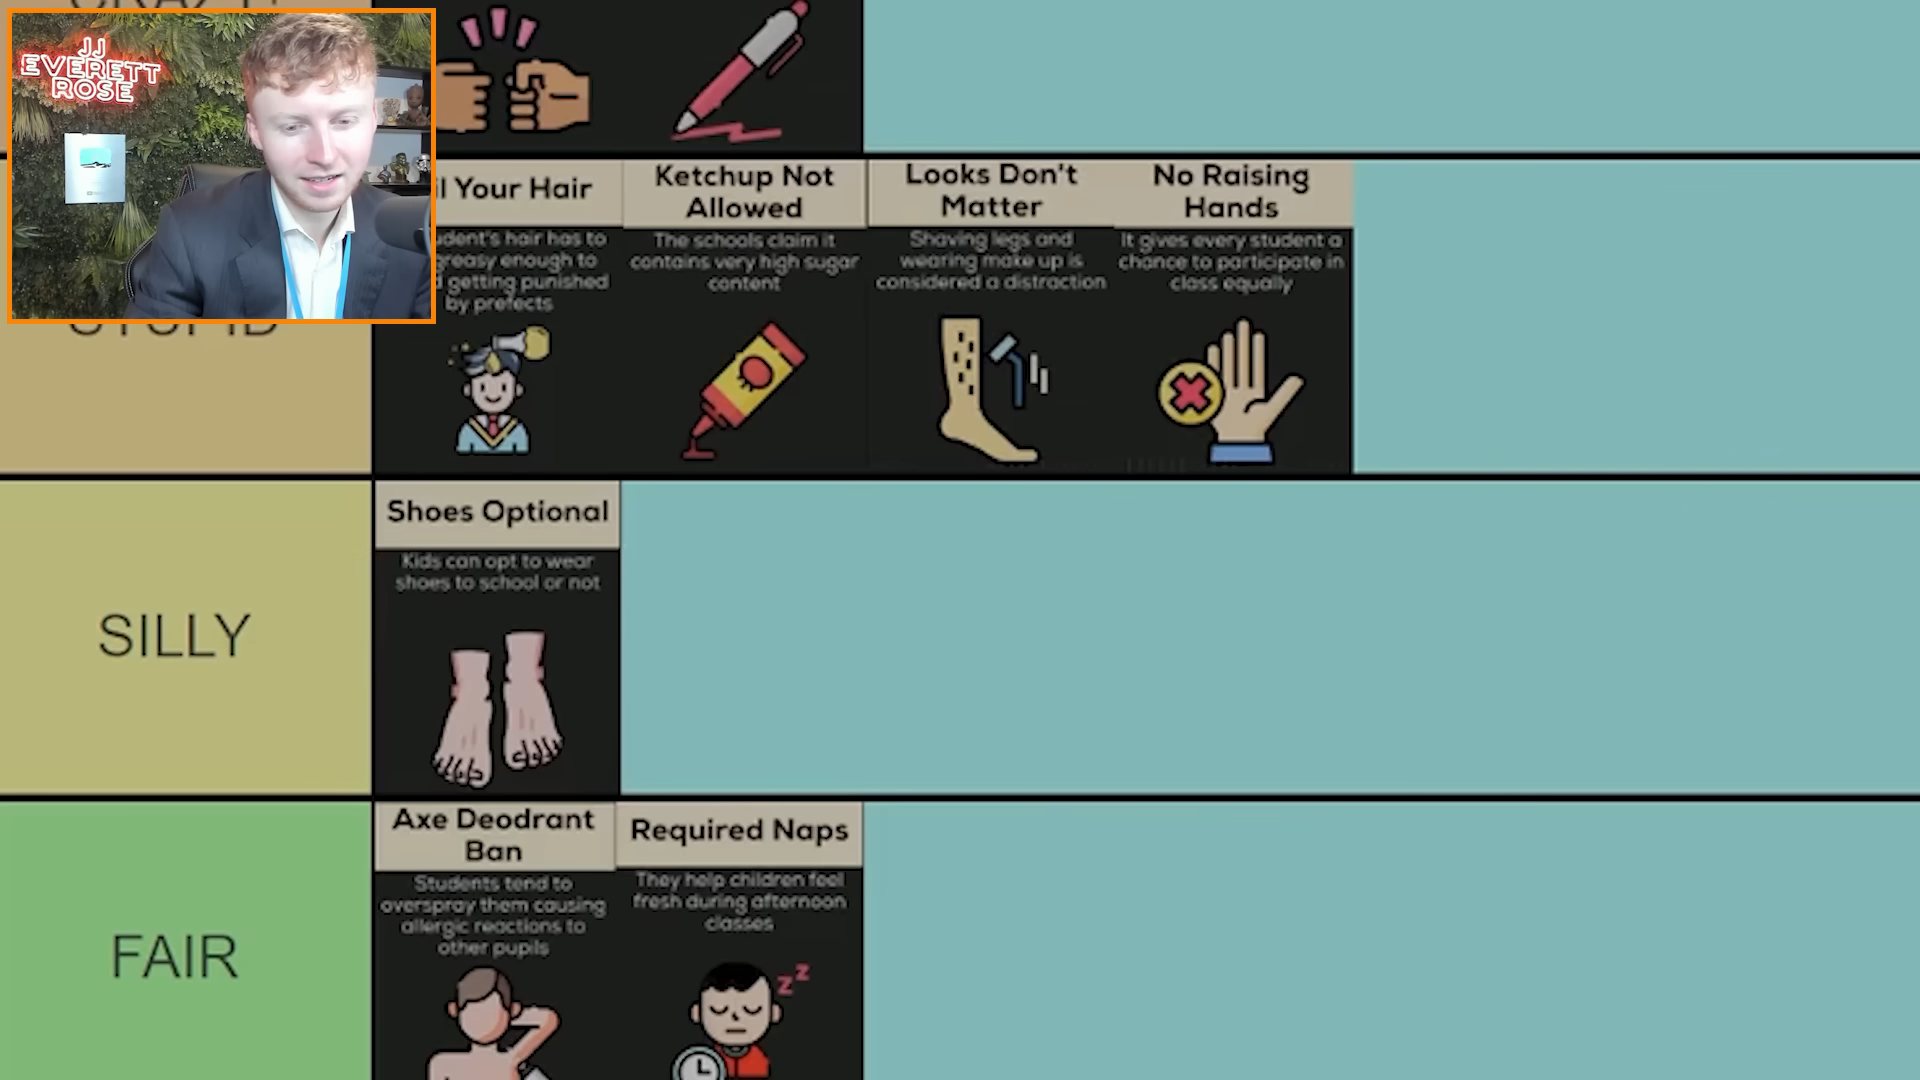 JJ
EVERETT
ROSE
Your Hair
Ketchup Not
Allowed
Looks Don't
Matter
No Raising
Hands
hair has to
greasy enough to
getting punished
by prefects
The schools claim it
contains very high sugar
content
Shaving legs and
wearing make up is
considered a distraction
It gives every student a
chance to participate in
class equally
SILLY
Shoes Optional
Kids can opt to wear
shoes to school or not
FAIR
Axe Deodrant
Ban
Students tend to
overspray them causing
allergic reactions to
other pupils
Required Naps
They help children feel
fresh during afternoon
classes
z z